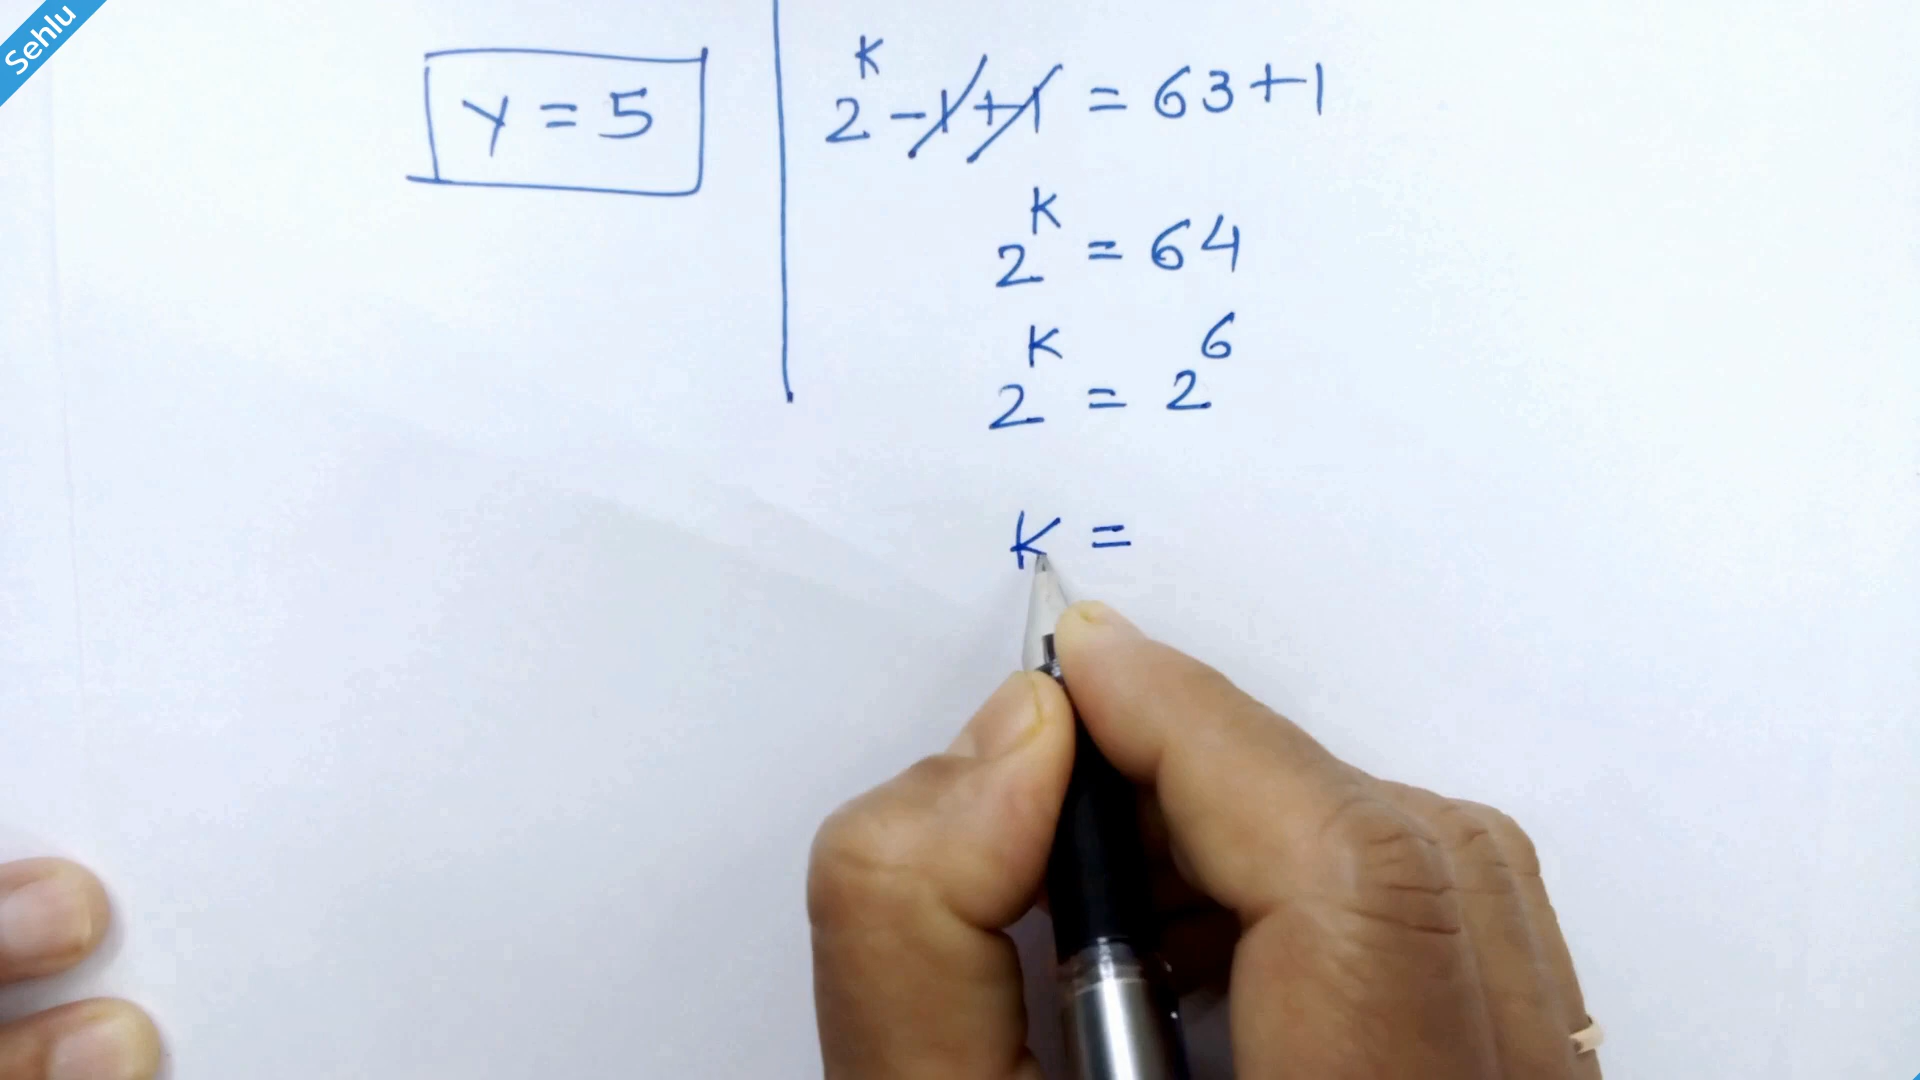 Sehlu
y = 5
2^K - 1 + 1 = 63 + 1
2^K = 64
2^K = 2^6
K =